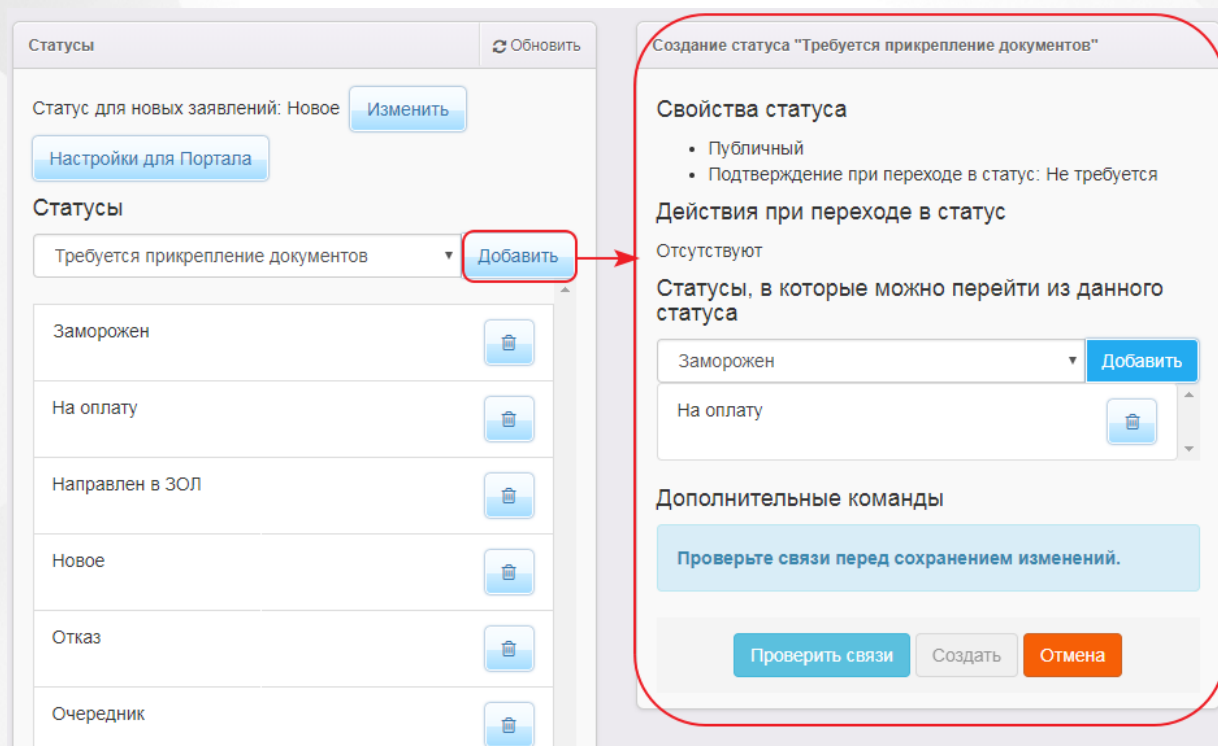 Статусы
Обновить
Статус для новых заявлений: Новое
Изменить
Настройки для Портала
Статусы
Требуется прикрепление документов
Добавить
Заморожен
На оплату
Направлен в ЗОЛ
Новое
Отказ
Очередник
Создание статуса "Требуется прикрепление документов"
Свойства статуса
Публичный
Подтверждение при переходе в статус: Не требуется
Действия при переходе в статус
Отсутствуют
Статусы, в которые можно перейти из данного
статуса
Заморожен
Добавить
На оплату
Дополнительные команды
Проверьте связи перед сохранением изменений.
Проверить связи
Создать
Отмена